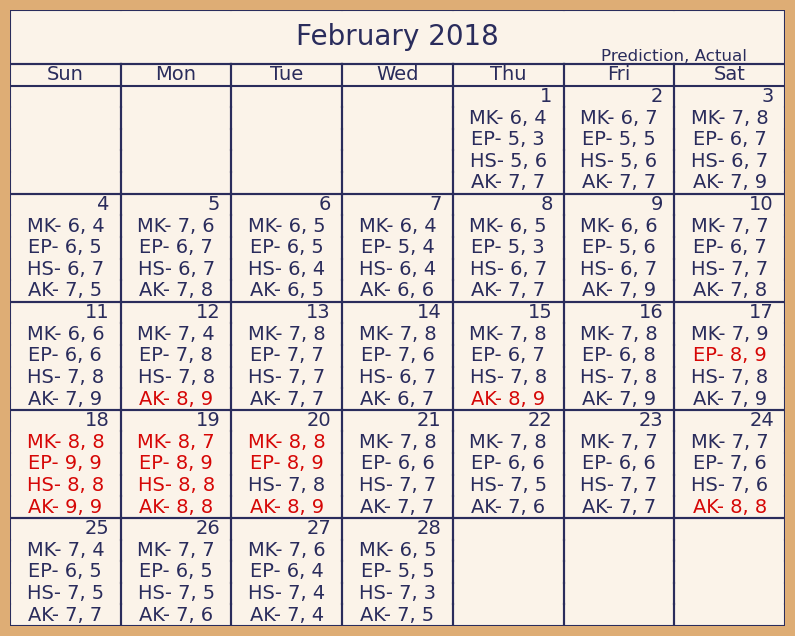 February 2018
Prediction, Actual
Sun Mon Tue Wed Thu Fri Sat
1 2 3
MK- 6, 4 MK- 6, 7 MK- 7, 8
EP- 5, 3 EP- 5, 5 EP- 6, 7
HS- 5, 6 HS- 5, 6 HS- 6, 7
AK- 7, 7 AK- 7, 7 AK- 7, 9
4 5 6 7 8 9 10
MK- 6, 4 MK- 7, 6 MK- 6, 5 MK- 6, 4 MK- 6, 5 MK- 6, 6 MK- 7, 7
EP- 6, 5 EP- 6, 7 EP- 6, 5 EP- 5, 4 EP- 5, 3 EP- 5, 6 EP- 6, 7
HS- 6, 7 HS- 6, 7 HS- 6, 4 HS- 6, 4 HS- 6, 7 HS- 6, 7 HS- 7, 7
AK- 7, 5 AK- 7, 8 AK- 6, 5 AK- 6, 6 AK- 7, 7 AK- 7, 9 AK- 7, 8
11 12 13 14 15 16 17
MK- 6, 6 MK- 7, 4 MK- 7, 8 MK- 7, 8 MK- 7, 8 MK- 7, 8 MK- 7, 9
EP- 6, 6 EP- 7, 8 EP- 7, 7 EP- 7, 6 EP- 6, 7 EP- 6, 8 EP- 8, 9
HS- 7, 8 HS- 7, 8 HS- 7, 7 HS- 6, 7 HS- 7, 8 HS- 7, 8 HS- 7, 8
AK- 7, 9 AK- 8, 9 AK- 7, 7 AK- 6, 7 AK- 8, 9 AK- 7, 9 AK- 7, 9
18 19 20 21 22 23 24
MK- 8, 8 MK- 8, 7 MK- 8, 8 MK- 7, 8 MK- 7, 8 MK- 7, 7 MK- 7, 7
EP- 9, 9 EP- 8, 9 EP- 8, 9 EP- 6, 6 EP- 6, 6 EP- 6, 6 EP- 7, 6
HS- 8, 8 HS- 8, 8 HS- 7, 8 HS- 7, 7 HS- 7, 5 HS- 7, 7 HS- 7, 6
AK- 9, 9 AK- 8, 8 AK- 8, 9 AK- 7, 7 AK- 7, 6 AK- 7, 7 AK- 8, 8
25 26 27 28
MK- 7, 4 MK- 7, 7 MK- 7, 6 MK- 6, 5
EP- 6, 5 EP- 6, 5 EP- 6, 4 EP- 5, 5
HS- 7, 5 HS- 7, 5 HS- 7, 4 HS- 7, 3
AK- 7, 7 AK- 7, 6 AK- 7, 4 AK- 7, 5